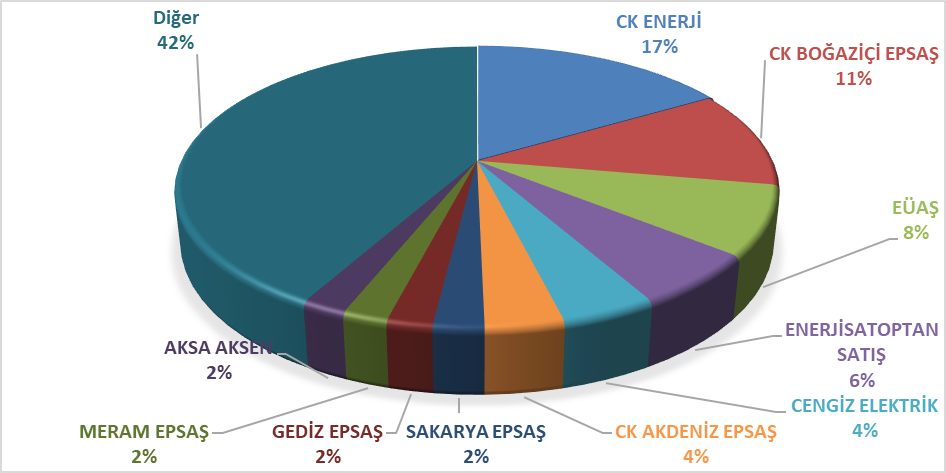 Diğer
42%
CK ENERJİ
17%
CK BOĞAZİÇİ EPSAŞ
11%
EÜAŞ
8%
ENERJİSATOPTAN
SATIŞ
6%
CENGİZ ELEKTRİK
4%
CK AKDENİZ EPSAŞ
4%
SAKARYA EPSAŞ
2%
GEDİZ EPSAŞ
2%
MERAM EPSAŞ
2%
AKSA AKSEN
2%